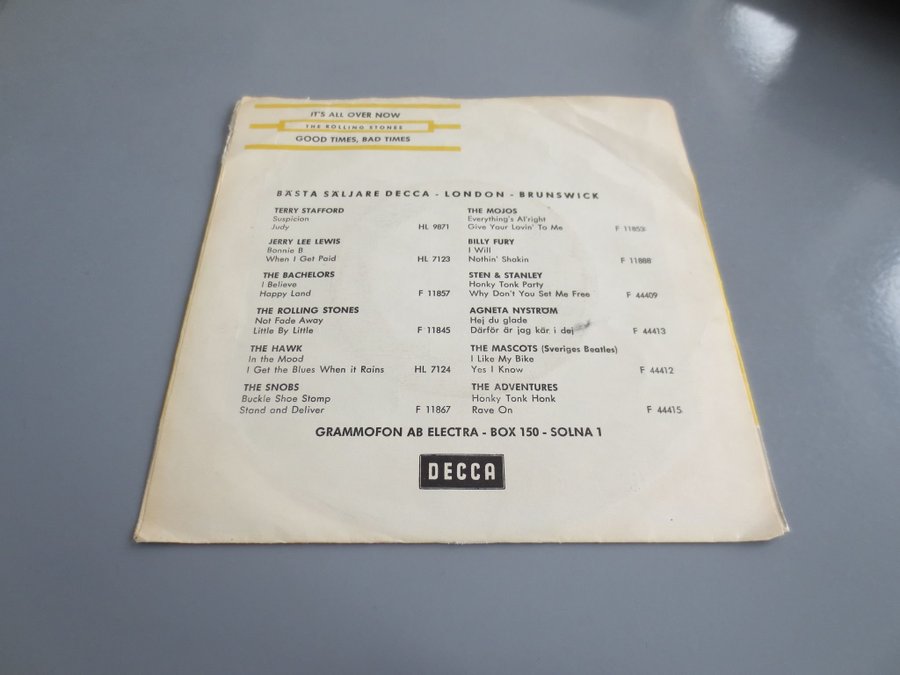 IT'S ALL OVER NOW
THE ROLLING STONES
GOOD TIMES, BAD TIMES
BÄSTA SÄLJARE DECCA - LONDON - BRUNSWICK
TERRY STAFFORD
Suspicion
Judy HL 9871
JERRY LEE LEWIS
Bonnie B
When I Get Paid HL 7123
THE BACHELORS
I Believe
Happy Land F 11857
THE ROLLING STONES
Not Fade Away
Little By Little F 11845
THE HAWK
In the Mood
I Get the Blues When it Rains HL 7124
THE SNOBS
Buckle Shoe Stomp
Stand and Deliver F 11867
THE MOJOS
Everything's Al'right
Give Your Lovin' To Me F 11853
BILLY FURY
I Will
Nothin' Shakin F 11888
STEN & STANLEY
Honky Tonk Party
Why Don't You Set Me Free F 44409
AGNETA NYSTRÖM
Hej du glade
Därför är jag kär i dej F 44413
THE MASCOTS (Sveriges Beatles)
I Like My Bike
Yes I Know F 44412
THE ADVENTURES
Honky Tonk Honk
Rave On F 44415
GRAMMOFON AB ELECTRA - BOX 150 - SOLNA 1
DECCA